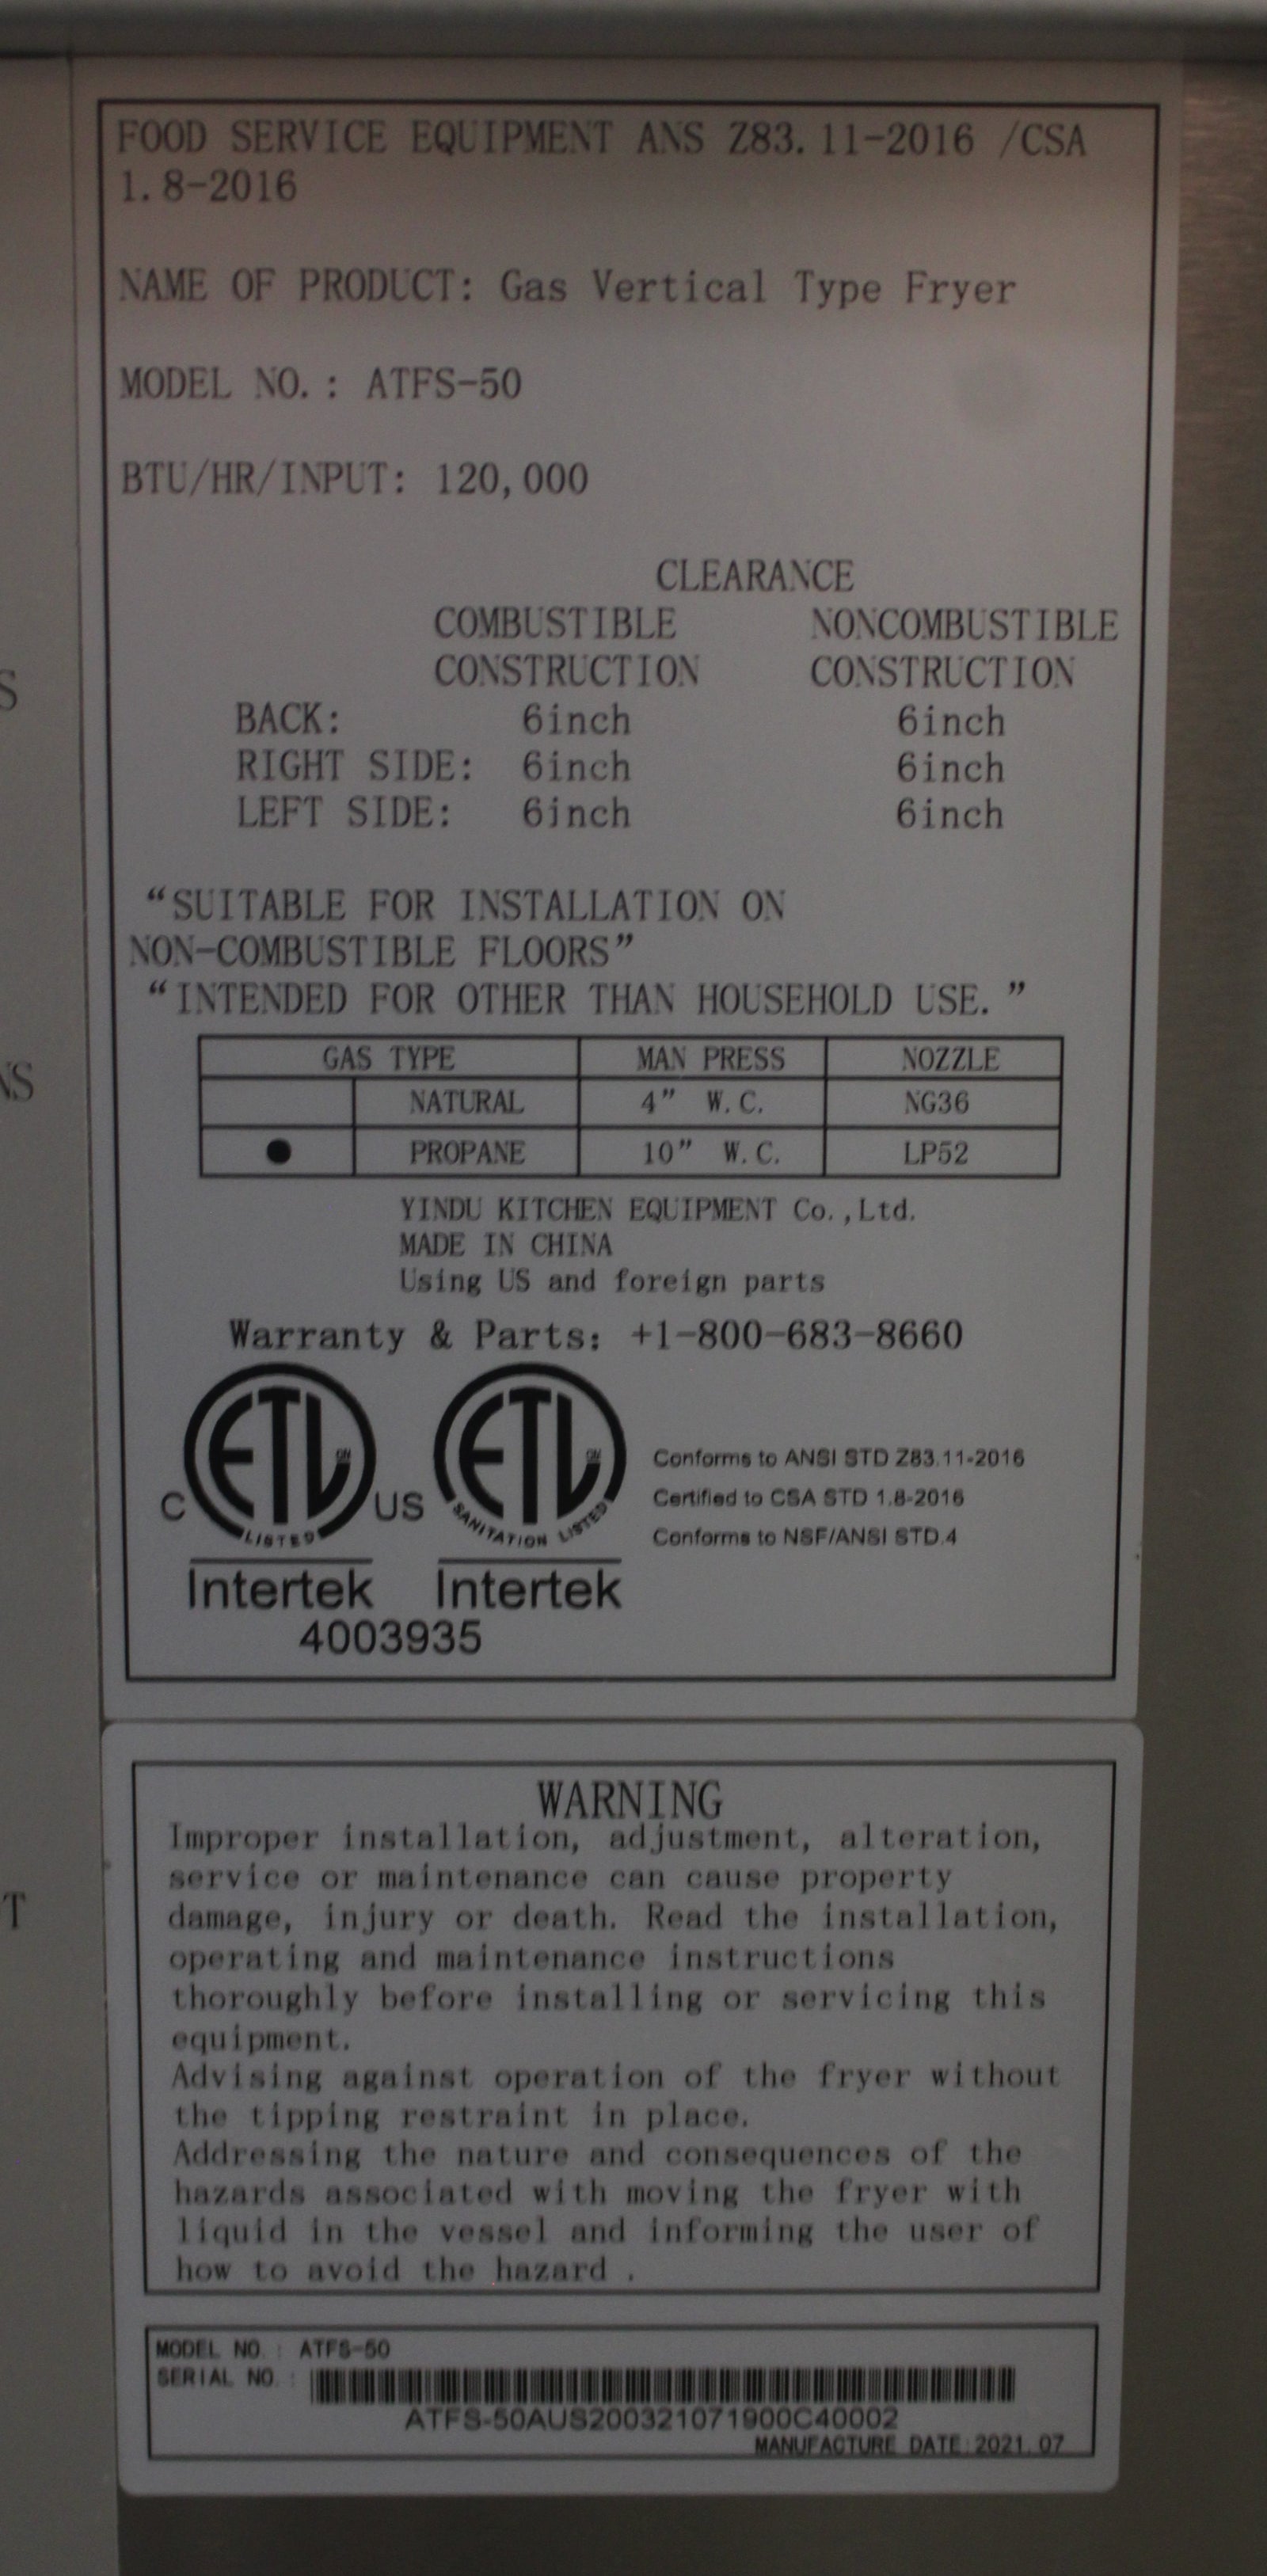 FOOD SERVICE EQUIPMENT ANS Z83.11-2016 /CSA
1.8-2016
NAME OF PRODUCT: Gas Vertical Type Fryer
MODEL NO.: ATFS-50
BTU/HR/INPUT: 120,000
CLEARANCE
COMBUSTIBLE NONCOMBUSTIBLE
CONSTRUCTION CONSTRUCTION
BACK: 6inch 6inch
RIGHT SIDE: 6inch 6inch
LEFT SIDE: 6inch 6inch
“SUITABLE FOR INSTALLATION ON
NON-COMBUSTIBLE FLOORS”
“INTENDED FOR OTHER THAN HOUSEHOLD USE.”
GAS TYPE MAN PRESS NOZZLE
NATURAL 4” W.C. NG36
PROPANE 10” W.C. LP52
YINDU KITCHEN EQUIPMENT Co.,Ltd.
MADE IN CHINA
Using US and foreign parts
Warranty & Parts: +1-800-683-8660
C ETL LISTED US
ETL SANITATION LISTED
Conforms to ANSI STD Z83.11-2016
Certified to CSA STD 1.8-2016
Conforms to NSF/ANSI STD.4
Intertek Intertek
4003935
WARNING
Improper installation, adjustment, alteration,
service or maintenance can cause property
damage, injury or death. Read the installation,
operating and maintenance instructions
thoroughly before installing or servicing this
equipment.
Advising against operation of the fryer without
the tipping restraint in place.
Addressing the nature and consequences of the
hazards associated with moving the fryer with
liquid in the vessel and informing the user of
how to avoid the hazard .
MODEL NO.: ATFS-50
SERIAL NO.:
ATFS-50AUS200321071900C40002
MANUFACTURE DATE:2021.07